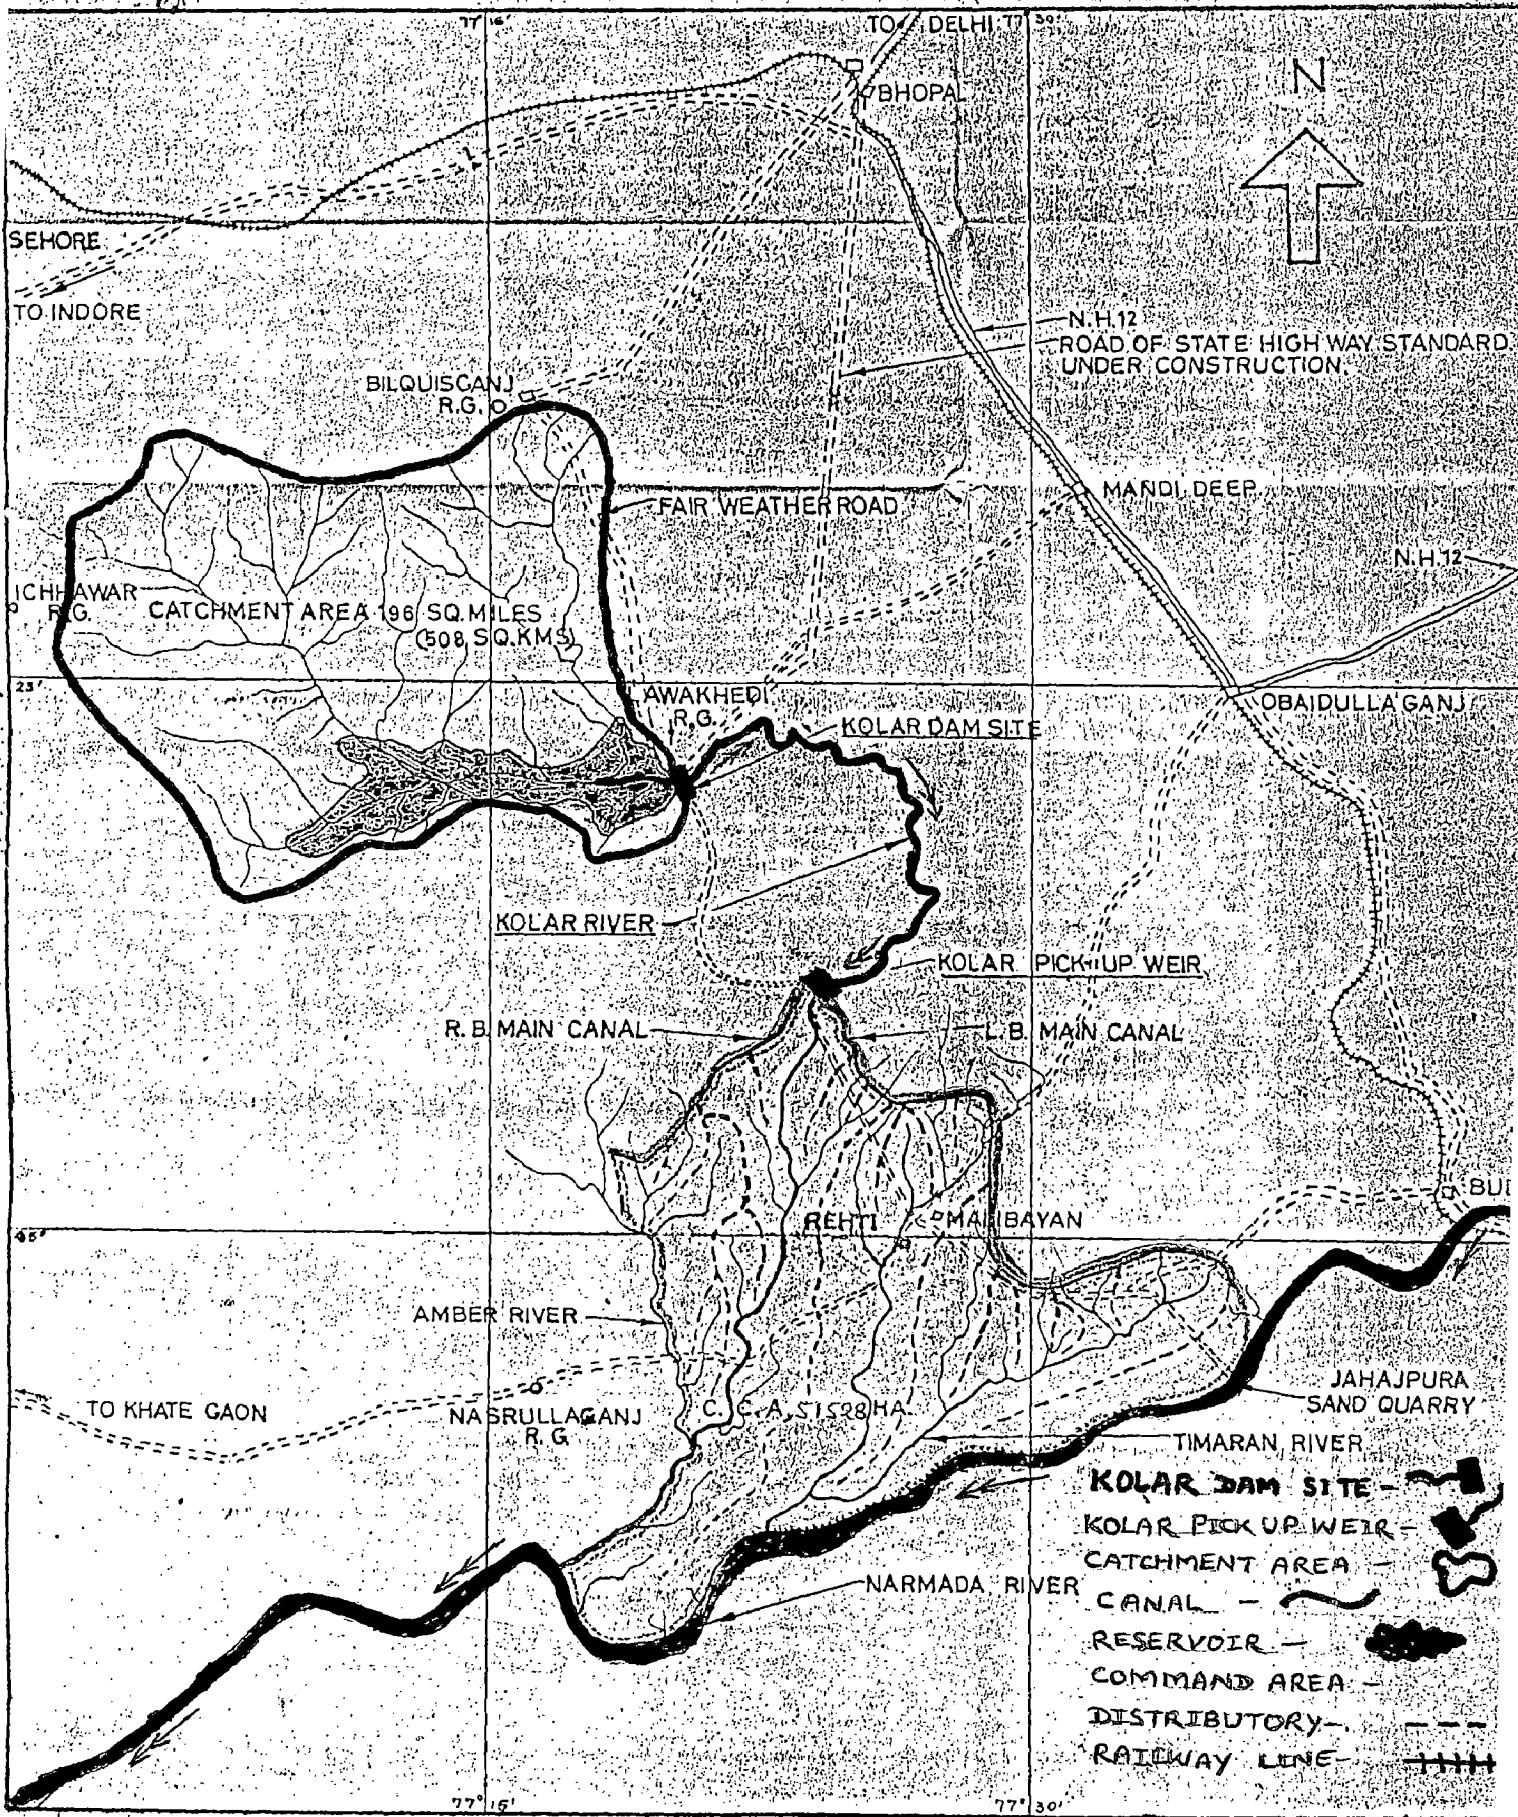 77° 16'
TO DELHI
77° 30'
BHOPAL
N
SEHORE
TO INDORE
N.H.12
ROAD OF STATE HIGH WAY STANDARD
UNDER CONSTRUCTION.
BILQUISGANJ
R.G.
MANDI DEEP
FAIR WEATHER ROAD
N.H.12
ICHHAWAR
R.G.
CATCHMENT AREA 196 SQ.MILES
(508 SQ.KMS)
23°
AWAKHEDI
R.G.
OBAIDULLA GANJ
KOLAR DAM SITE
KOLAR RIVER
KOLAR PICK-UP WEIR
R.B. MAIN CANAL
L.B. MAIN CANAL
BUD
REHTI
MALIBAYAN
45'
AMBER RIVER
JAHAJPURA
SAND QUARRY
TO KHATE GAON
NASRULLAGANJ
R.G
C.C.A. 51528 HA.
TIMARAN RIVER
KOLAR DAM SITE -
KOLAR PICK UP WEIR -
CATCHMENT AREA -
NARMADA RIVER
CANAL -
RESERVOIR -
COMMAND AREA -
DISTRIBUTORY -
RAILWAY LINE -
77° 15'
77° 30'